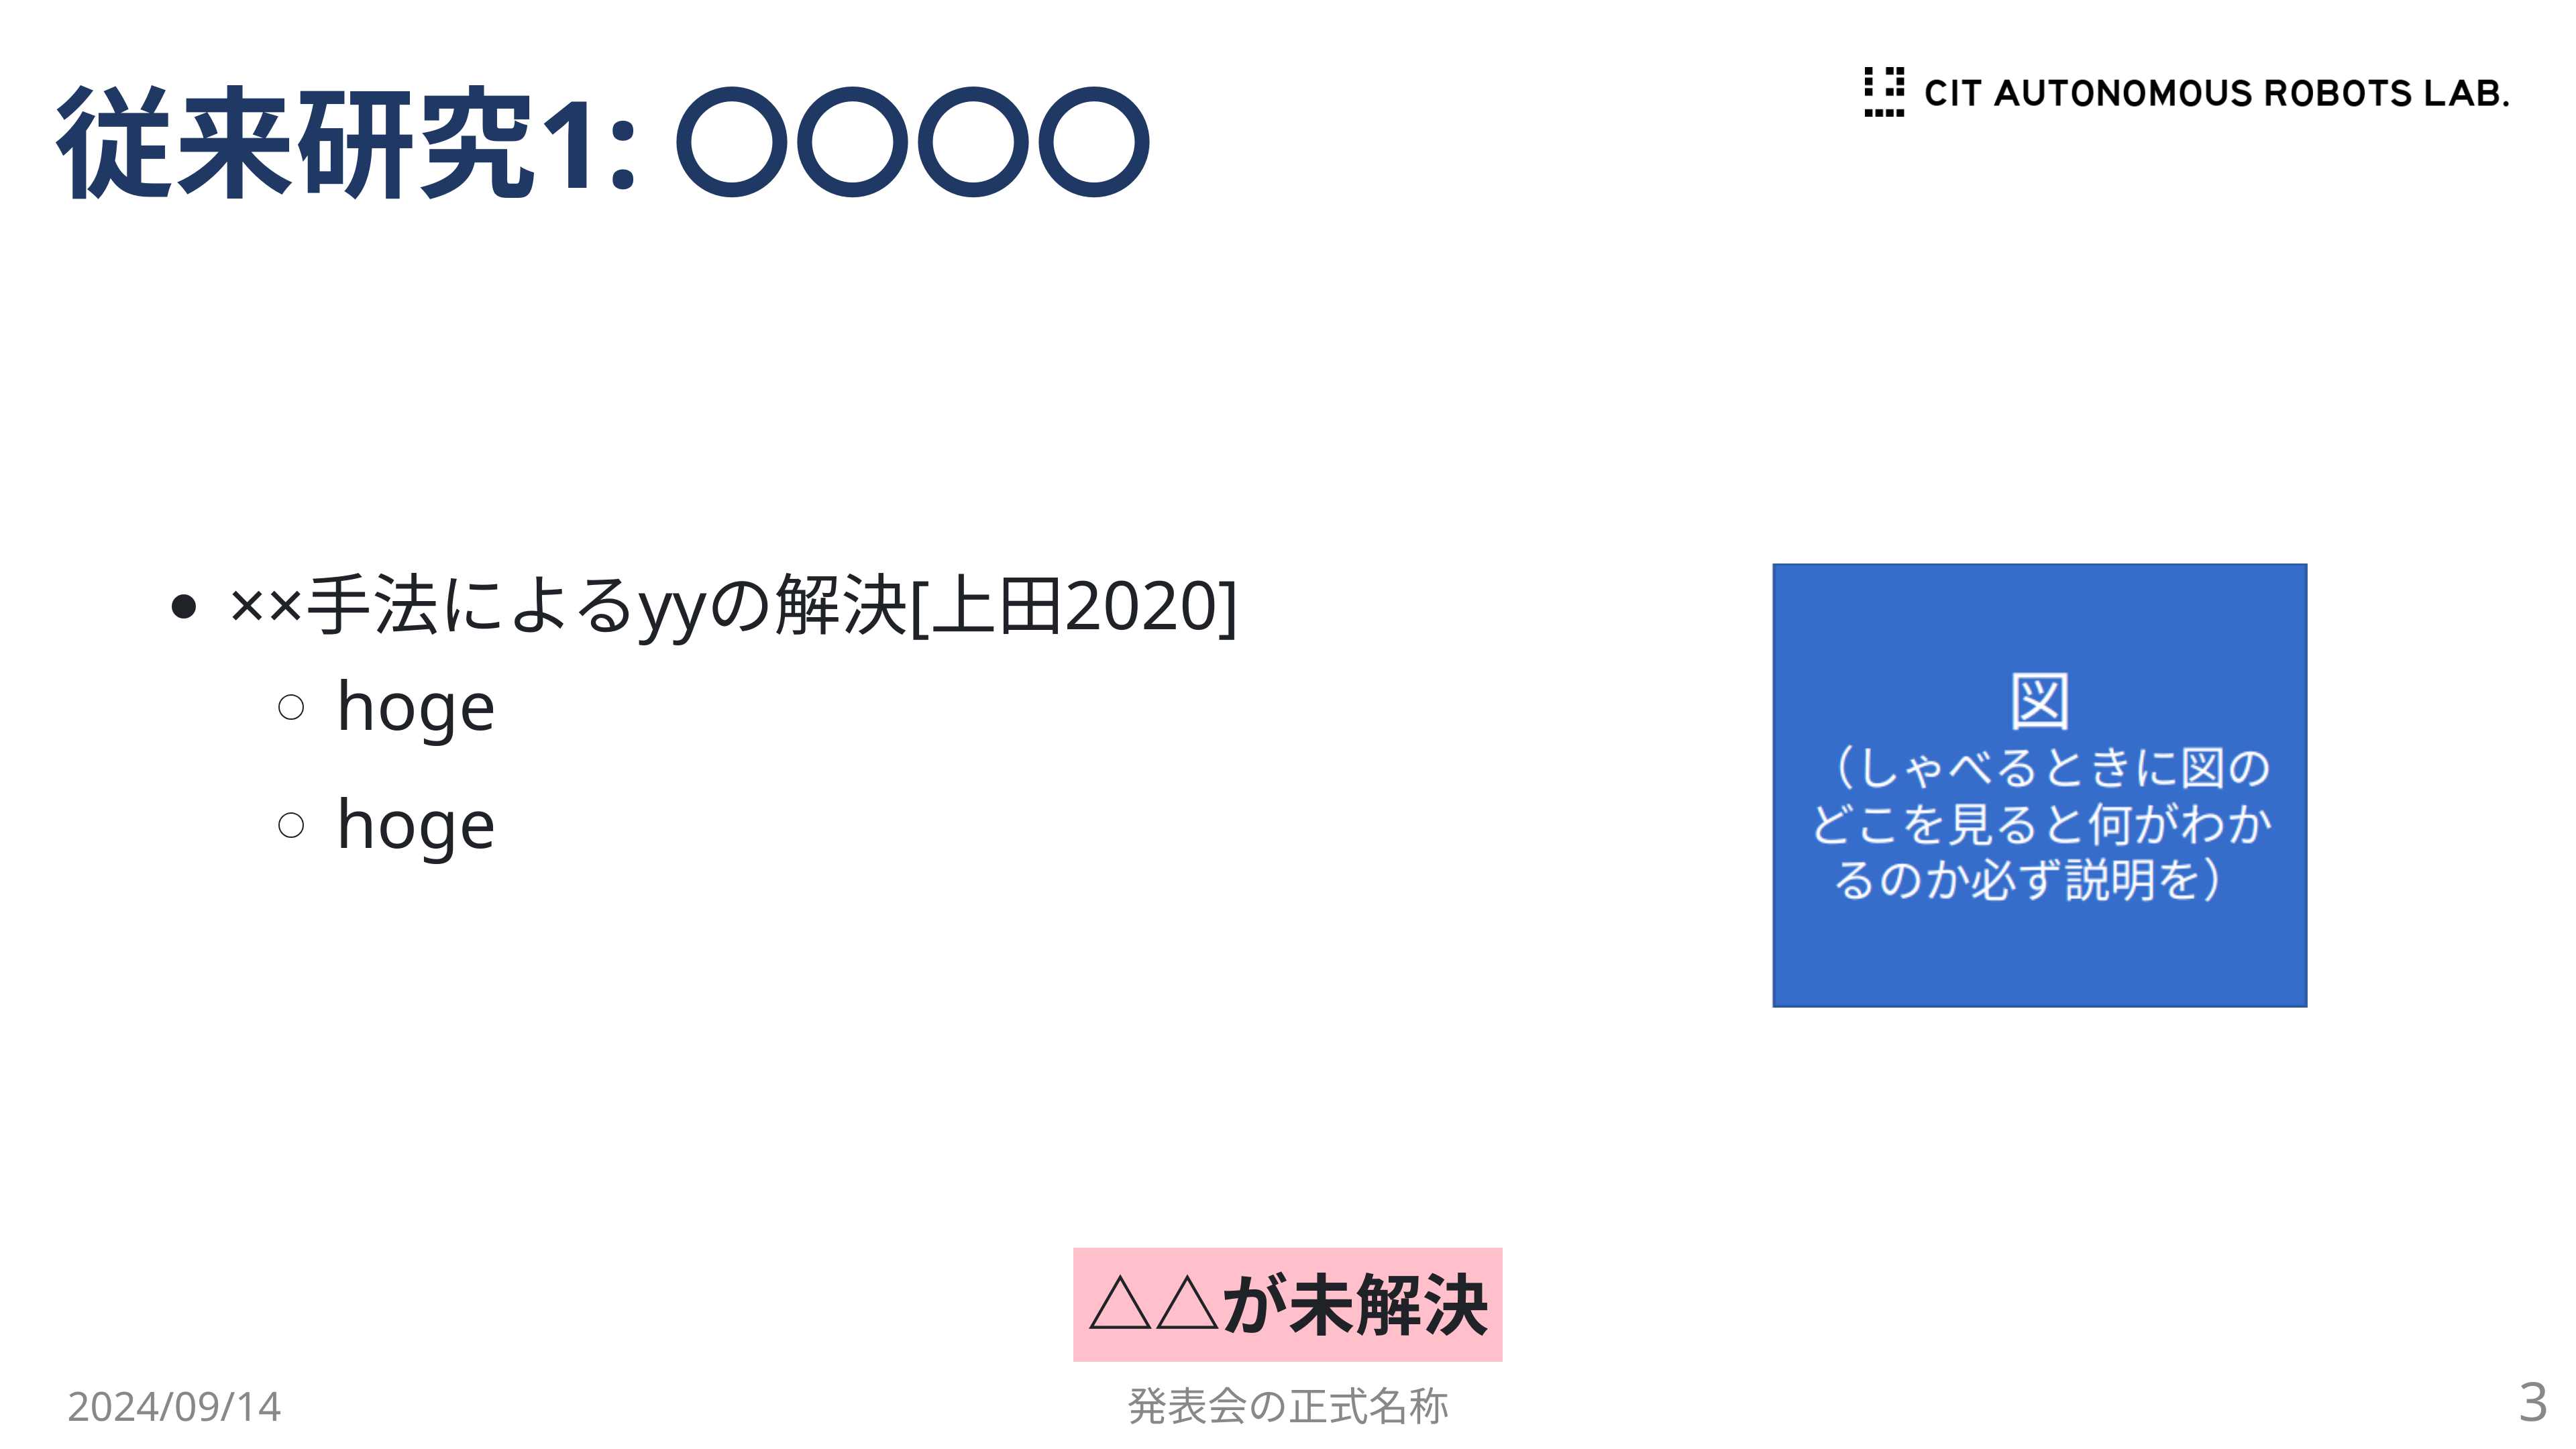 従来研究1: 〇〇〇〇
CIT AUTONOMOUS ROBOTS LAB.
• ××手法によるyyの解決[上田2020]
○ hoge
○ hoge
図
（しゃべるときに図の
どこを見ると何がわか
るのか必ず説明を）
△△が未解決
2024/09/14
発表会の正式名称
3